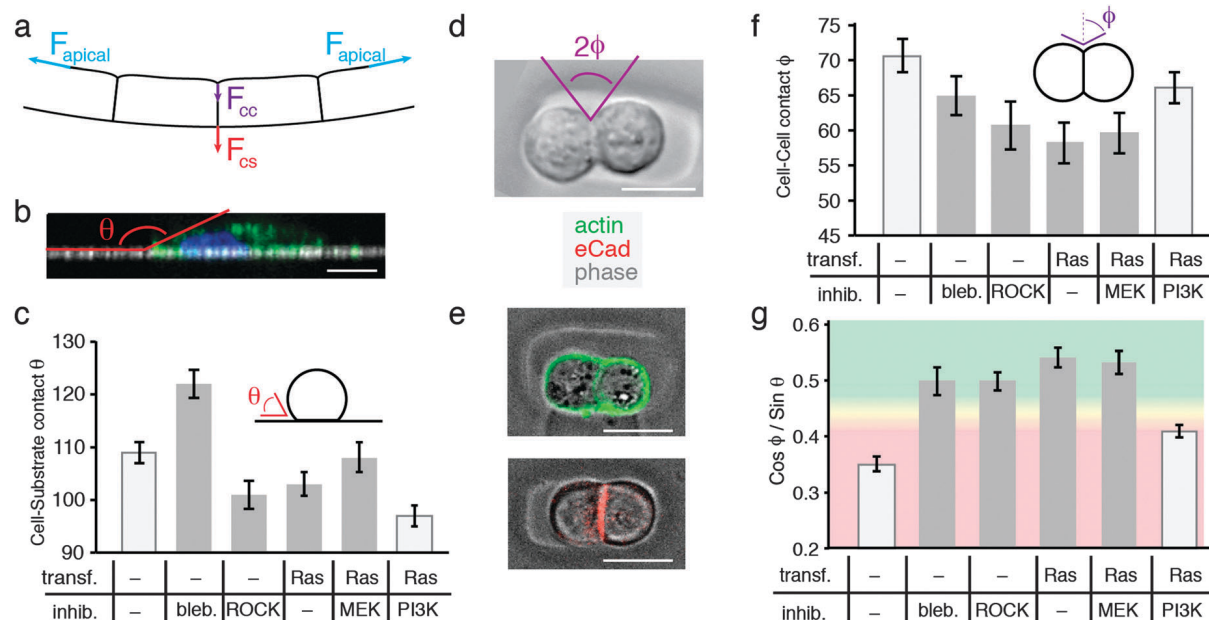 a
F apical
F apical
F cc
F cs
b
θ
c
Cell-Substrate contact θ
130
120
110
100
90
θ
transf. – – – Ras Ras Ras
inhib. – bleb. ROCK – MEK PI3K
d
2ϕ
actin
eCad
phase
e
f
Cell-Cell contact ϕ
70
65
60
55
50
45
ϕ
transf. – – – Ras Ras Ras
inhib. – bleb. ROCK – MEK PI3K
g
Cos ϕ / Sin θ
0.6
0.5
0.4
0.3
0.2
transf. – – – Ras Ras Ras
inhib. – bleb. ROCK – MEK PI3K